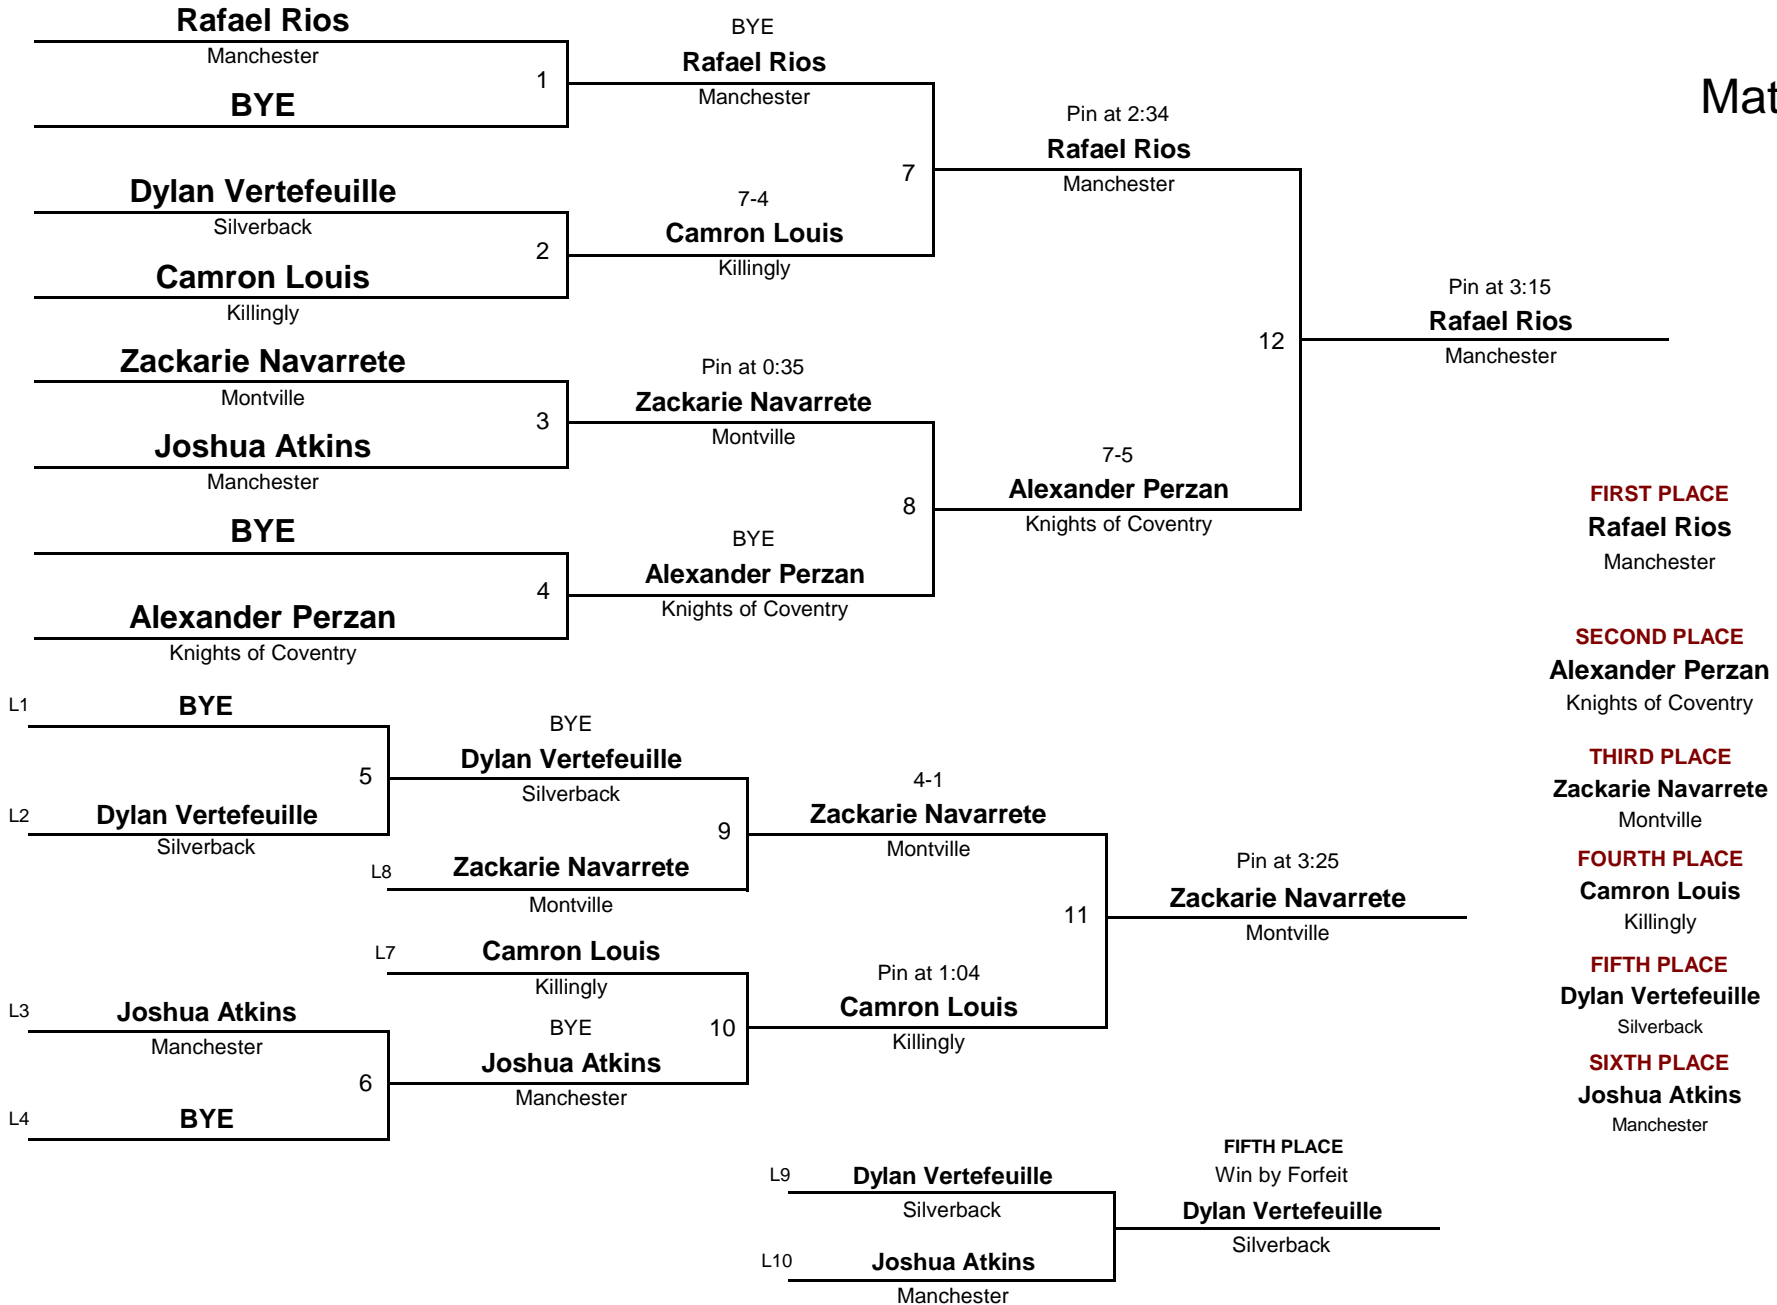 Rafael Rios
Manchester
1
BYE
BYE
Rafael Rios
Manchester
Dylan Vertefeuille
Silverback
2
Camron Louis
Killingly
7-4
Camron Louis
Killingly
7
Pin at 2:34
Rafael Rios
Manchester
Mat
Zackarie Navarrete
Montville
3
Joshua Atkins
Manchester
Pin at 0:35
Zackarie Navarrete
Montville
BYE
4
Alexander Perzan
Knights of Coventry
BYE
Alexander Perzan
Knights of Coventry
8
7-5
Alexander Perzan
Knights of Coventry
12
Pin at 3:15
Rafael Rios
Manchester
FIRST PLACE
Rafael Rios
Manchester
SECOND PLACE
Alexander Perzan
Knights of Coventry
THIRD PLACE
Zackarie Navarrete
Montville
FOURTH PLACE
Camron Louis
Killingly
FIFTH PLACE
Dylan Vertefeuille
Silverback
SIXTH PLACE
Joshua Atkins
Manchester
L1
BYE
5
L2
Dylan Vertefeuille
Silverback
BYE
Dylan Vertefeuille
Silverback
9
L8
Zackarie Navarrete
Montville
4-1
Zackarie Navarrete
Montville
L7
Camron Louis
Killingly
10
BYE
Joshua Atkins
Manchester
L3
Joshua Atkins
Manchester
6
L4
BYE
11
Pin at 1:04
Camron Louis
Killingly
Pin at 3:25
Zackarie Navarrete
Montville
L9
Dylan Vertefeuille
Silverback
L10
Joshua Atkins
Manchester
FIFTH PLACE
Win by Forfeit
Dylan Vertefeuille
Silverback